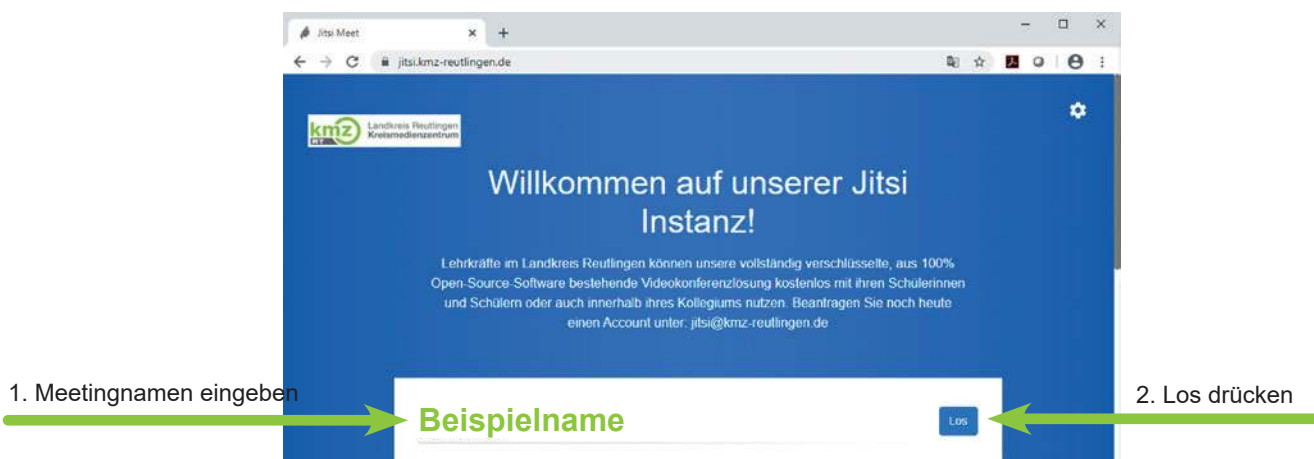 Jitsi Meet
jitsi.kmz-reutlingen.de
kmz Landkreis Reutlingen
RT Kreismedienzentrum
Willkommen auf unserer Jitsi
Instanz!
Lehrkräfte im Landkreis Reutlingen können unsere vollständig verschlüsselte, aus 100%
Open-Source-Software bestehende Videokonferenzlösung kostenlos mit ihren Schülerinnen
und Schülern oder auch innerhalb ihres Kollegiums nutzen. Beantragen Sie noch heute
einen Account unter: jitsi@kmz-reutlingen.de
1. Meetingnamen eingeben
Beispielname
Los
2. Los drücken